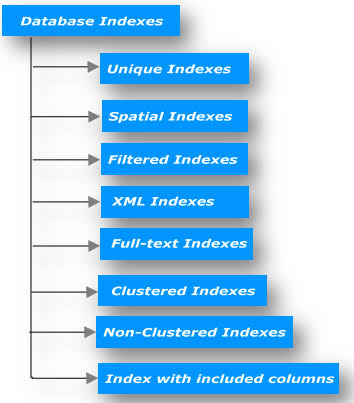 Database Indexes
Unique Indexes
Spatial Indexes
Filtered Indexes
XML Indexes
Full-text Indexes
Clustered Indexes
Non-Clustered Indexes
Index with included columns